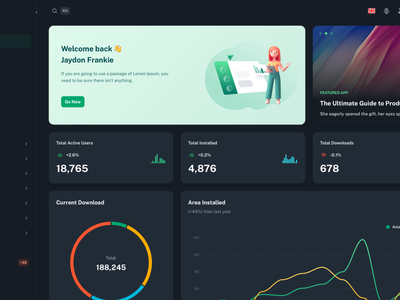 ⌘K
Welcome back 👋
Jaydon Frankie
If you are going to use a passage of Lorem Ipsum, you
need to be sure there isn't anything.
Go Now
FEATURED APP
The Ultimate Guide to Produ
She eagerly opened the gift, her eyes sp
Total Active Users
+2.6%
18,765
Total Installed
+0.2%
4,876
Total Downloads
-0.1%
678
Current Download
Total
188,245
Area Installed
(+43%) than last year
Asia
+32